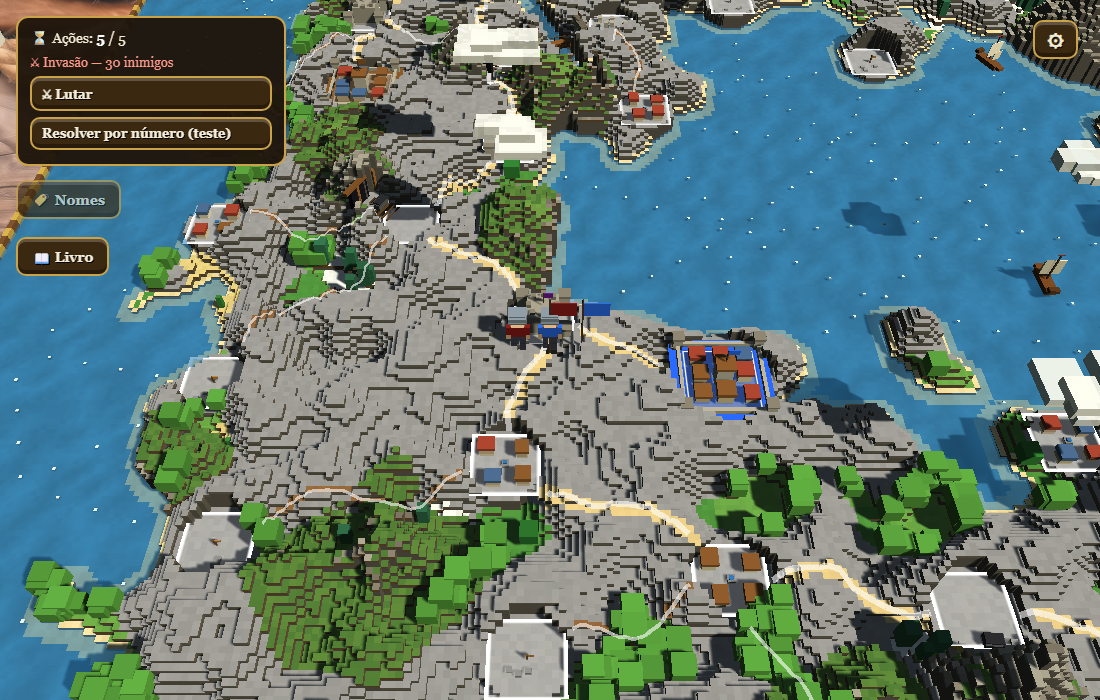 Ações: 5 / 5
Invasão — 30 inimigos
Lutar
Resolver por número (teste)
Nomes
Livro